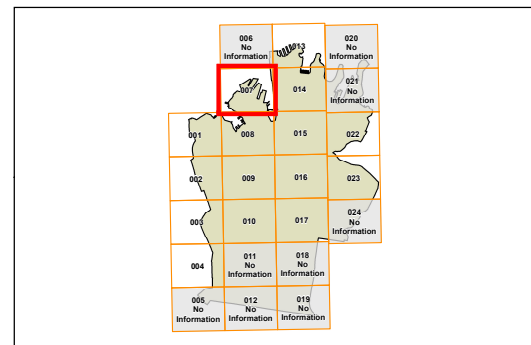 006
No
Information
013
020
No
Information
007
014
021
No
Information
001
008
015
022
002
009
016
023
003
010
017
024
No
Information
004
011
No
Information
018
No
Information
005
No
Information
012
No
Information
019
No
Information